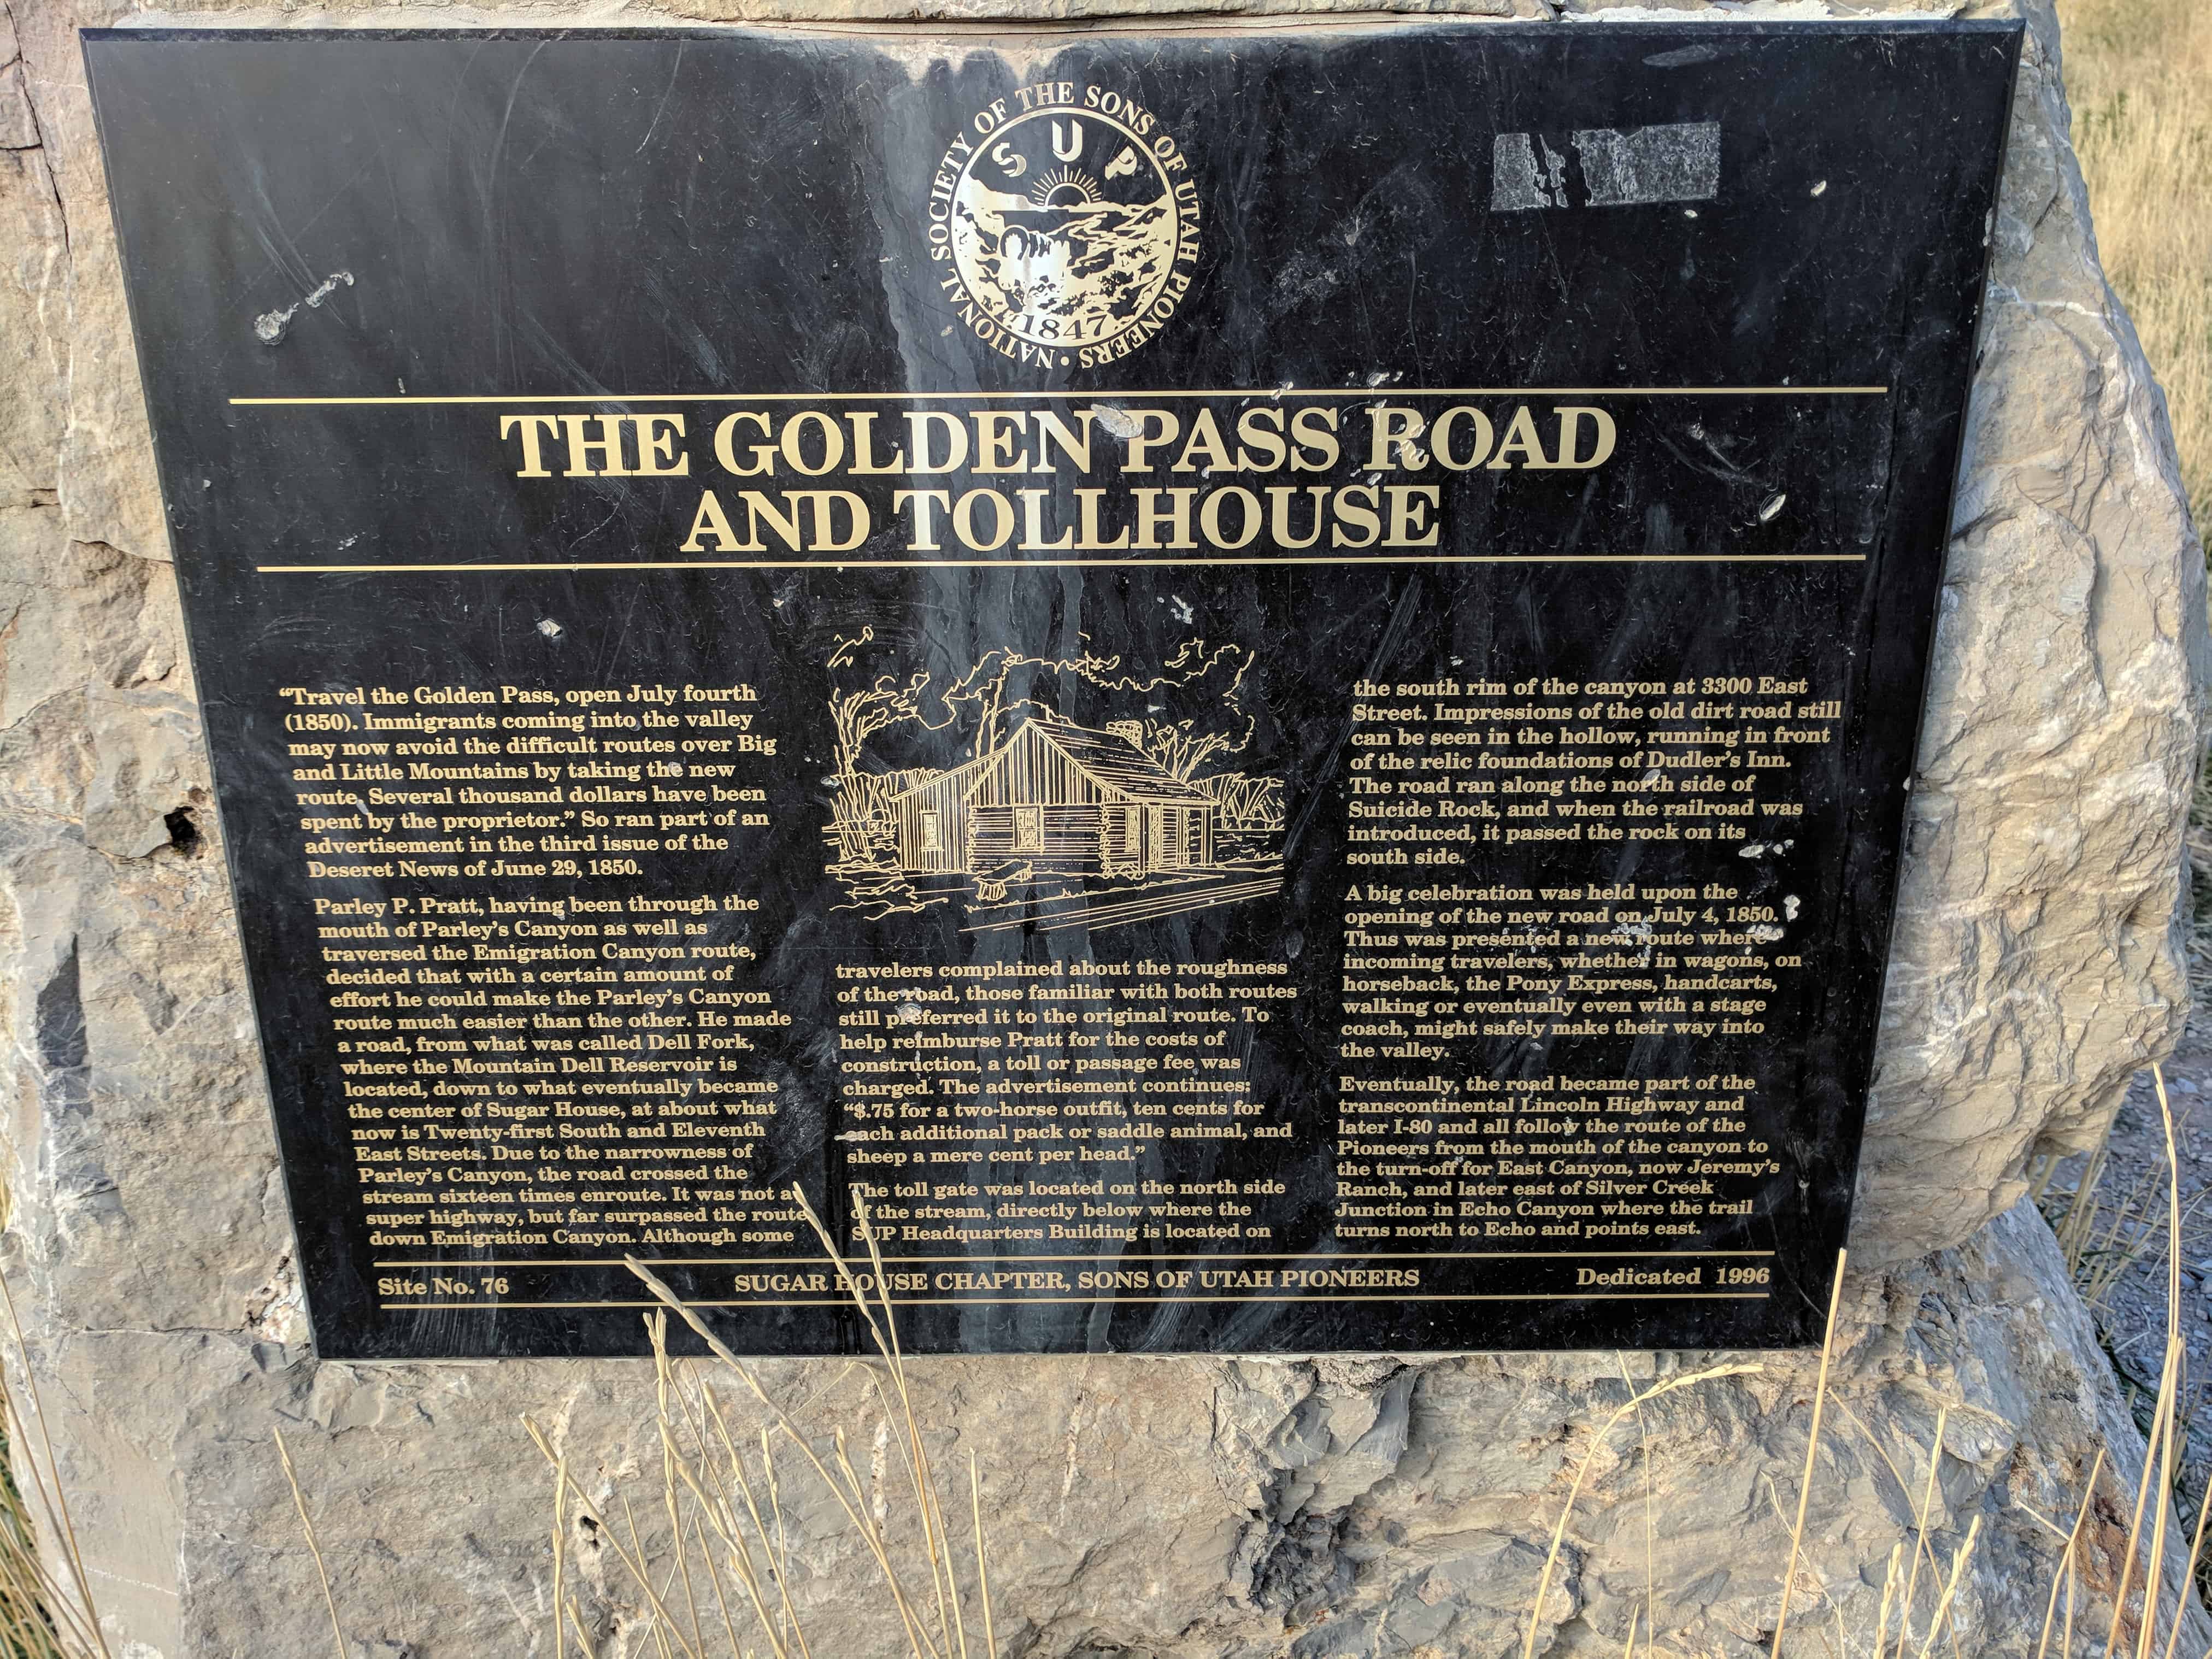 NATIONAL SOCIETY OF THE SONS OF UTAH PIONEERS •
SUP
1847
THE GOLDEN PASS ROAD
AND TOLLHOUSE
“Travel the Golden Pass, open July fourth
(1850). Immigrants coming into the valley
may now avoid the difficult routes over Big
and Little Mountains by taking the new
route. Several thousand dollars have been
spent by the proprietor.” So ran part of an
advertisement in the third issue of the
Deseret News of June 29, 1850.
Parley P. Pratt, having been through the
mouth of Parley’s Canyon as well as
traversed the Emigration Canyon route,
decided that with a certain amount of
effort he could make the Parley’s Canyon
route much easier than the other. He made
a road, from what was called Dell Fork,
where the Mountain Dell Reservoir is
located, down to what eventually became
the center of Sugar House, at about what
now is Twenty-first South and Eleventh
East Streets. Due to the narrowness of
Parley’s Canyon, the road crossed the
stream sixteen times enroute. It was not a
super highway, but far surpassed the route
down Emigration Canyon. Although some
travelers complained about the roughness
of the road, those familiar with both routes
still preferred it to the original route. To
help reimburse Pratt for the costs of
construction, a toll or passage fee was
charged. The advertisement continues:
“$.75 for a two-horse outfit, ten cents for
each additional pack or saddle animal, and
sheep a mere cent per head.”
The toll gate was located on the north side
of the stream, directly below where the
SUP Headquarters Building is located on
the south rim of the canyon at 3300 East
Street. Impressions of the old dirt road still
can be seen in the hollow, running in front
of the relic foundations of Dudler’s Inn.
The road ran along the north side of
Suicide Rock, and when the railroad was
introduced, it passed the rock on its
south side.
A big celebration was held upon the
opening of the new road on July 4, 1850.
Thus was presented a new route where
incoming travelers, whether in wagons, on
horseback, the Pony Express, handcarts,
walking or eventually even with a stage
coach, might safely make their way into
the valley.
Eventually, the road became part of the
transcontinental Lincoln Highway and
later I-80 and all follow the route of the
Pioneers from the mouth of the canyon to
the turn-off for East Canyon, now Jeremy’s
Ranch, and later east of Silver Creek
Junction in Echo Canyon where the trail
turns north to Echo and points east.
Site No. 76 SUGAR HOUSE CHAPTER, SONS OF UTAH PIONEERS Dedicated 1996